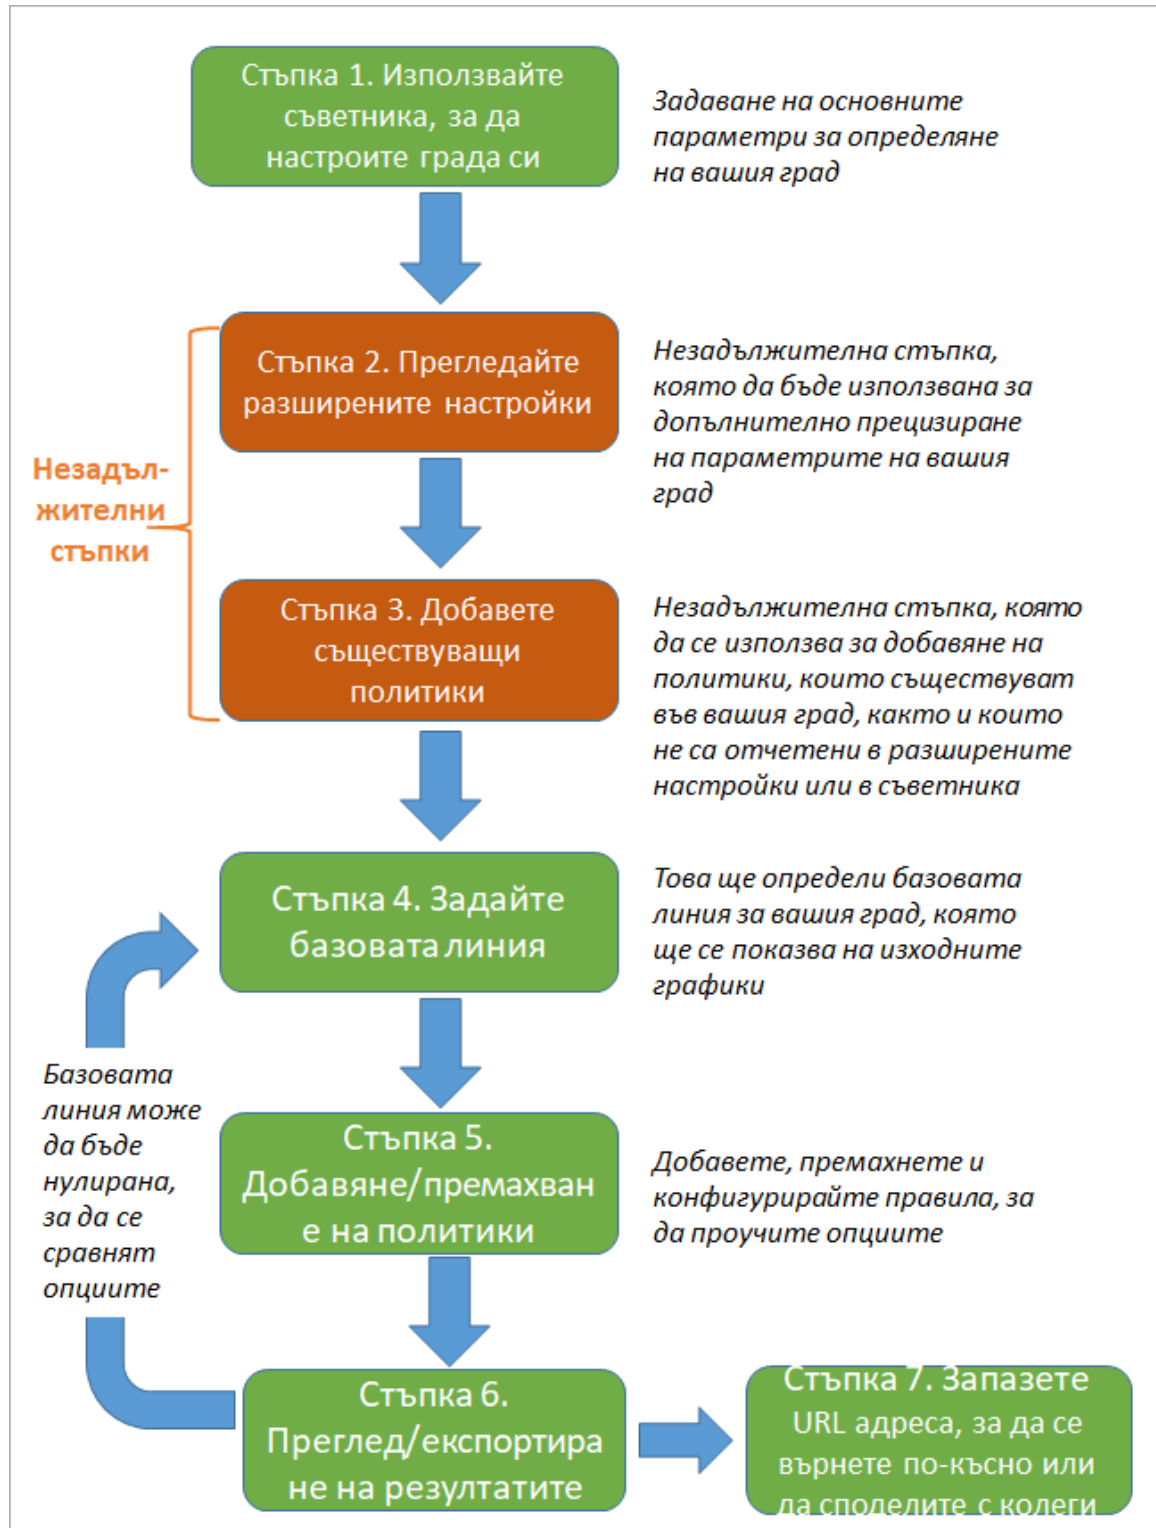 Стъпка 1. Използвайте
съветника, за да
настроите града си
Задаване на основните
параметри за определяне
на вашия град
Стъпка 2. Прегледайте
разширените настройки
Незадължителна стъпка,
която да бъде използвана за
допълнително прецизиране
на параметрите на вашия
град
Незадъл-
жителни
стъпки
Стъпка 3. Добавете
съществуващи
политики
Незадължителна стъпка, която
да се използва за добавяне на
политики, които съществуват
във вашия град, както и които
не са отчетени в разширените
настройки или в съветника
Стъпка 4. Задайте
базовата линия
Това ще определи базовата
линия за вашия град, която
ще се показва на изходните
графики
Базовата
линия може
да бъде
нулирана,
за да се
сравнят
опциите
Стъпка 5.
Добавяне/премахван
е на политики
Добавете, премахнете и
конфигурирайте правила, за
да проучите опциите
Стъпка 6.
Преглед/експортира
не на резултатите
Стъпка 7. Запазете
URL адреса, за да се
върнете по-късно или
да споделите с колеги